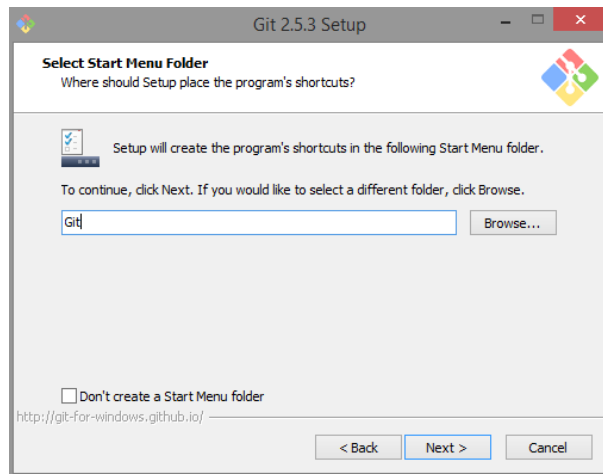 Git 2.5.3 Setup
Select Start Menu Folder
Where should Setup place the program's shortcuts?
Setup will create the program's shortcuts in the following Start Menu folder.
To continue, click Next. If you would like to select a different folder, click Browse.
Git
Browse...
Don't create a Start Menu folder
http://git-for-windows.github.io/
< Back
Next >
Cancel